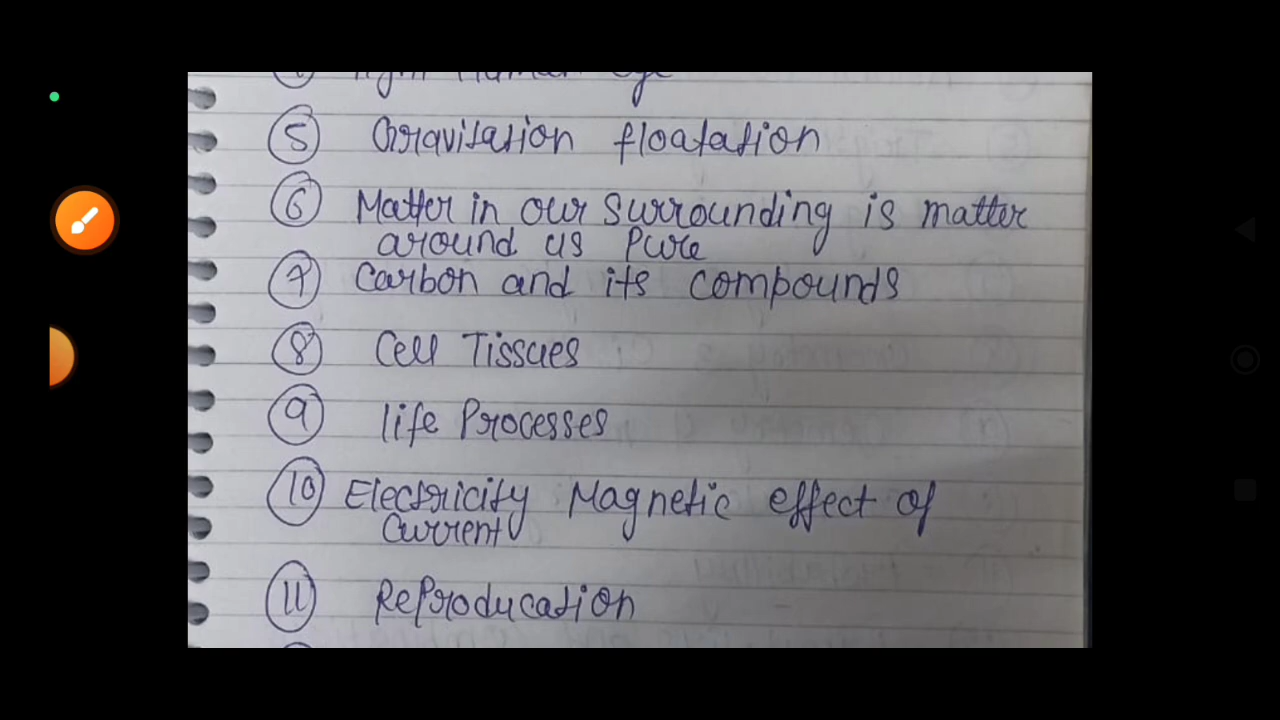 5 Gravitation floatation
6 Matter in our Surrounding is matter
around us Pure
7 Carbon and its compounds
8 Cell Tissues
9 life Processes
10 Electricity Magnetic effect of
Current
11 Reproducation